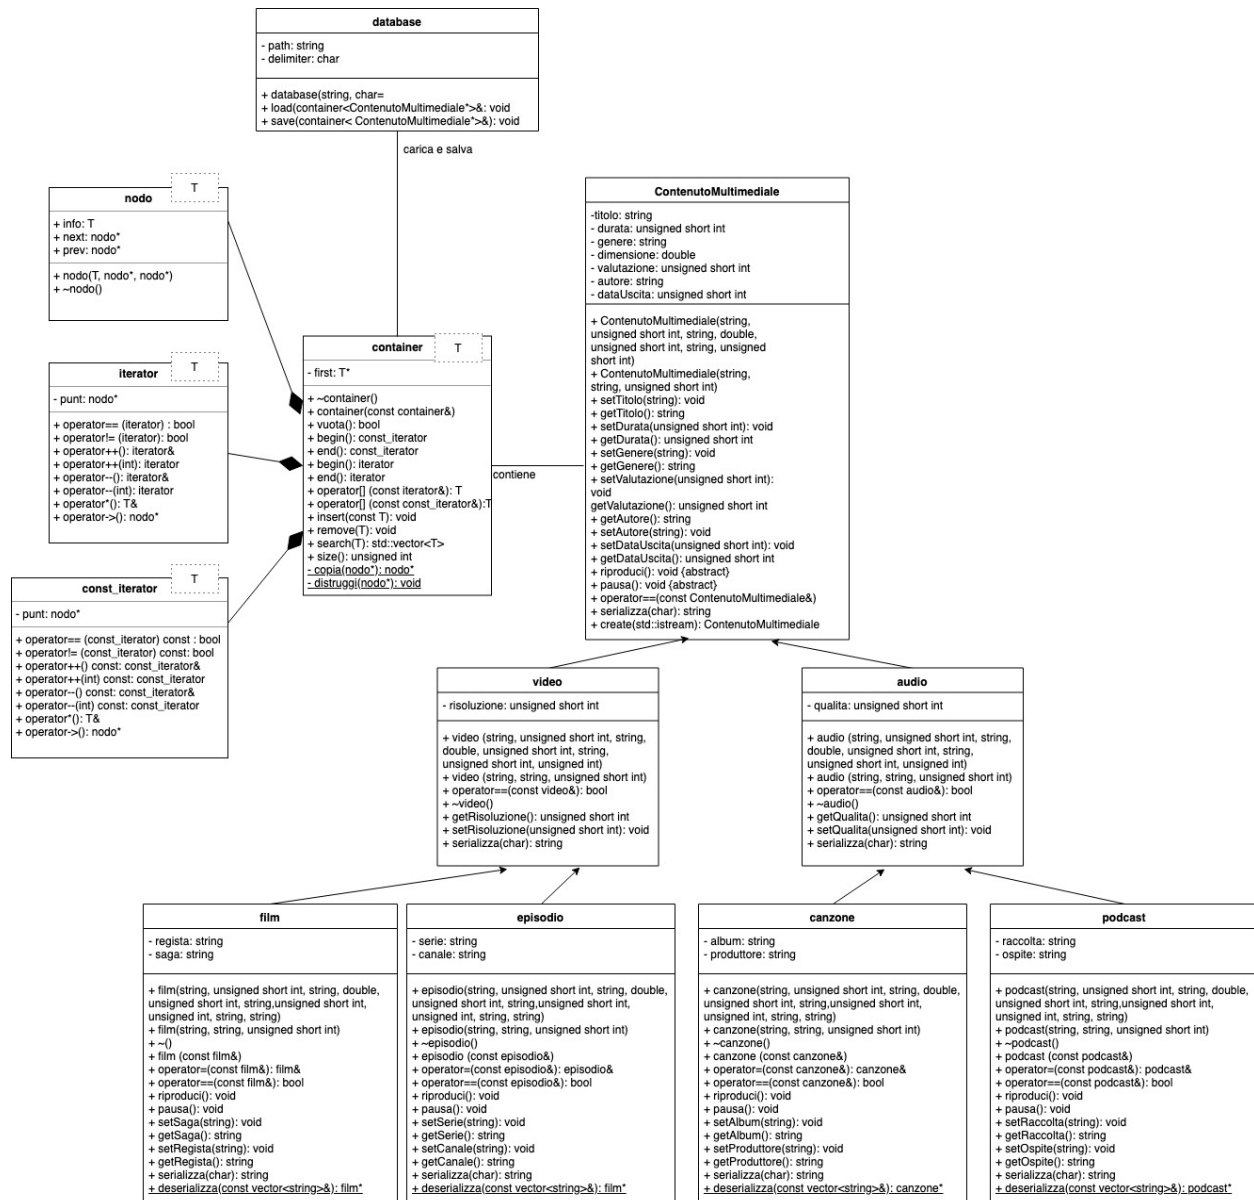 database
- path: string
- delimiter: char
+ database(string, char=
+ load(container<ContenutoMultimediale*>&: void
+ save(container< ContenutoMultimediale*>&): void
carica e salva
T
nodo
+ info: T
+ next: nodo*
+ prev: nodo*
+ nodo(T, nodo*, nodo*)
+ ~nodo()
T
iterator
- punt: nodo*
+ operator== (iterator) : bool
+ operator!= (iterator): bool
+ operator++(): iterator&
+ operator++(int): iterator
+ operator--(): iterator&
+ operator--(int): iterator
+ operator*(): T&
+ operator->(): nodo*
T
const_iterator
- punt: nodo*
+ operator== (const_iterator) const : bool
+ operator!= (const_iterator) const: bool
+ operator++() const: const_iterator&
+ operator++(int) const: const_iterator
+ operator--() const: const_iterator&
+ operator--(int) const: const_iterator
+ operator*(): T&
+ operator->(): nodo*
container
T
- first: T*
+ ~container()
+ container(const container&)
+ vuota(): bool
+ begin(): const_iterator
+ end(): const_iterator
+ begin(): iterator
+ end(): iterator
+ operator[] (const iterator&): T
+ operator[] (const const_iterator&):T
+ insert(const T): void
+ remove(T): void
+ search(T): std::vector<T>
+ size(): unsigned int
- copia(nodo*): nodo*
- distruggi(nodo*): void
contiene
ContenutoMultimediale
-titolo: string
- durata: unsigned short int
- genere: string
- dimensione: double
- valutazione: unsigned short int
- autore: string
- dataUscita: unsigned short int
+ ContenutoMultimediale(string,
unsigned short int, string, double,
unsigned short int, string, unsigned
short int)
+ ContenutoMultimediale(string,
string, unsigned short int)
+ setTitolo(string): void
+ getTitolo(): string
+ setDurata(unsigned short int): void
+ getDurata(): unsigned short int
+ setGenere(string): void
+ getGenere(): string
+ setValutazione(unsigned short int):
void
getValutazione(): unsigned short int
+ getAutore(): string
+ setAutore(string): void
+ setDataUscita(unsigned short int): void
+ getDataUscita(): unsigned short int
+ riproduci(): void {abstract}
+ pausa(): void {abstract}
+ operator==(const ContenutoMultimediale&)
+ serializza(char): string
+ create(std::istream): ContenutoMultimediale
video
- risoluzione: unsigned short int
+ video (string, unsigned short int, string,
double, unsigned short int, string,
unsigned short int, unsigned int)
+ video (string, string, unsigned short int)
+ operator==(const video&): bool
+ ~video()
+ getRisoluzione(): unsigned short int
+ setRisoluzione(unsigned short int): void
+ serializza(char): string
audio
- qualita: unsigned short int
+ audio (string, unsigned short int, string,
double, unsigned short int, string,
unsigned short int, unsigned int)
+ audio (string, string, unsigned short int)
+ operator==(const audio&): bool
+ ~audio()
+ getQualita(): unsigned short int
+ setQualita(unsigned short int): void
+ serializza(char): string
film
- regista: string
- saga: string
+ film(string, unsigned short int, string, double,
unsigned short int, string,unsigned short int,
unsigned int, string, string)
+ film(string, string, unsigned short int)
+ ~()
+ film (const film&)
+ operator=(const film&): film&
+ operator==(const film&): bool
+ riproduci(): void
+ pausa(): void
+ setSaga(string): void
+ getSaga(): string
+ setRegista(string): void
+ getRegista(): string
+ serializza(char): string
+ deserializza(const vector<string>&): film*
episodio
- serie: string
- canale: string
+ episodio(string, unsigned short int, string, double,
unsigned short int, string,unsigned short int,
unsigned int, string, string)
+ episodio(string, string, unsigned short int)
+ ~episodio()
+ episodio (const episodio&)
+ operator=(const episodio&): episodio&
+ operator==(const episodio&): bool
+ riproduci(): void
+ pausa(): void
+ setSerie(string): void
+ getSerie(): string
+ setCanale(string): void
+ getCanale(): string
+ serializza(char): string
+ deserializza(const vector<string>&): film*
canzone
- album: string
- produttore: string
+ canzone(string, unsigned short int, string, double,
unsigned short int, string,unsigned short int,
unsigned int, string, string)
+ canzone(string, string, unsigned short int)
+ ~canzone()
+ canzone (const canzone&)
+ operator=(const canzone&): canzone&
+ operator==(const canzone&): bool
+ riproduci(): void
+ pausa(): void
+ setAlbum(string): void
+ getAlbum(): string
+ setProduttore(string): void
+ getProduttore(): string
+ serializza(char): string
+ deserializza(const vector<string>&): canzone*
podcast
- raccolta: string
- ospite: string
+ podcast(string, unsigned short int, string, double,
unsigned short int, string,unsigned short int,
unsigned int, string, string)
+ podcast(string, string, unsigned short int)
+ ~podcast()
+ podcast (const podcast&)
+ operator=(const podcast&): podcast&
+ operator==(const podcast&): bool
+ riproduci(): void
+ pausa(): void
+ setRaccolta(string): void
+ getRaccolta(): string
+ setOspite(string): void
+ getOspite(): string
+ serializza(char): string
+ deserializza(const vector<string>&): podcast*